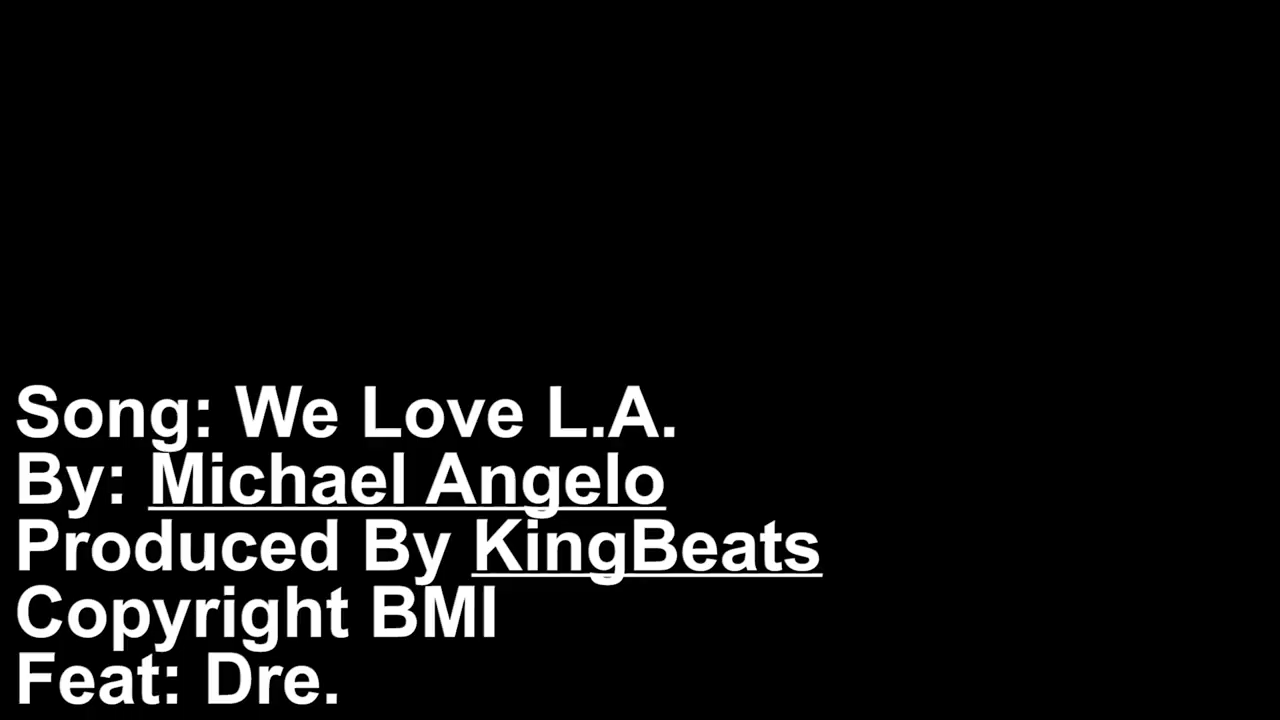 Song: We Love L.A.
By: Michael Angelo
Produced By KingBeats
Copyright BMI
Feat: Dre.